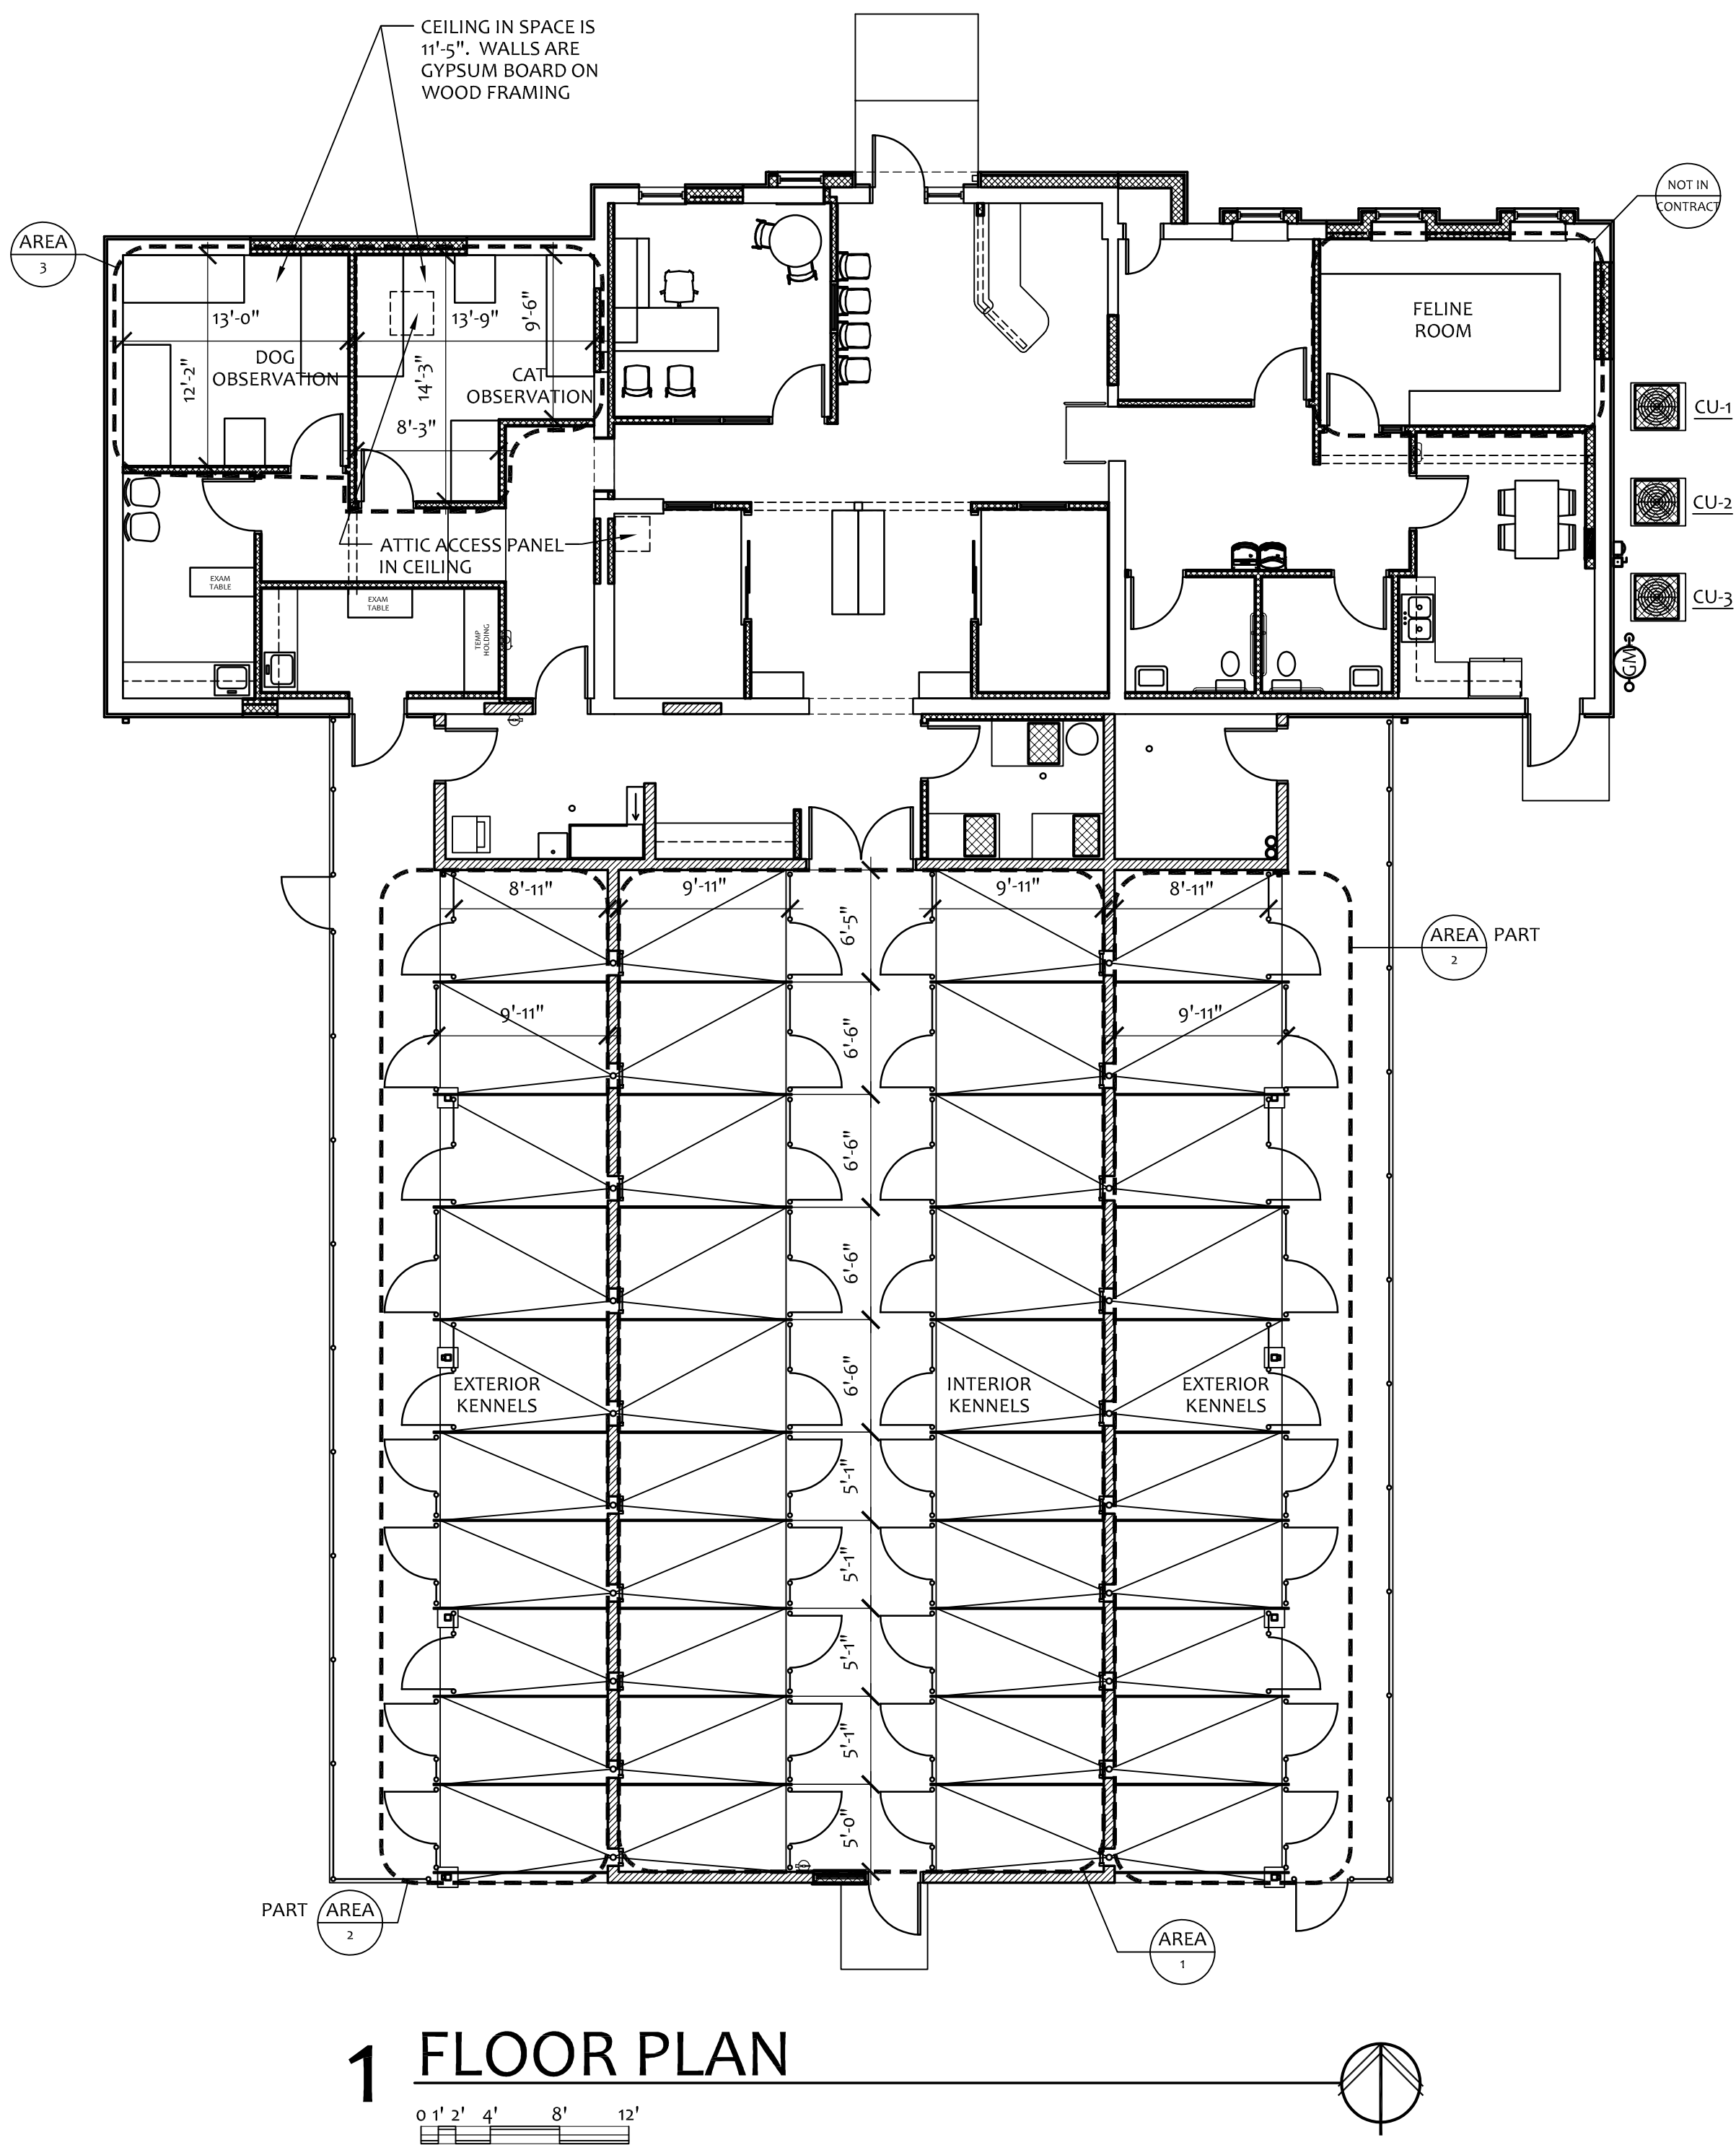 CEILING IN SPACE IS
11'-5". WALLS ARE
GYPSUM BOARD ON
WOOD FRAMING
NOT IN
CONTRACT
AREA
3
FELINE
ROOM
13'-0"
13'-9"
9'-6"
DOG
OBSERVATION
12'-2"
14'-3"
CAT
OBSERVATION
8'-3"
CU-1
CU-2
CU-3
ATTIC ACCESS PANEL
IN CEILING
EXAM
TABLE
EXAM
TABLE
TEMP
HOLDING
GM
8'-11"
9'-11"
9'-11"
8'-11"
6'-5"
AREA
2
PART
9'-11"
9'-11"
6'-6"
6'-6"
6'-6"
6'-6"
EXTERIOR
KENNELS
INTERIOR
KENNELS
EXTERIOR
KENNELS
5'-1"
5'-1"
5'-1"
5'-1"
5'-0"
PART
AREA
2
AREA
1
1 FLOOR PLAN
0 1' 2' 4' 8' 12'